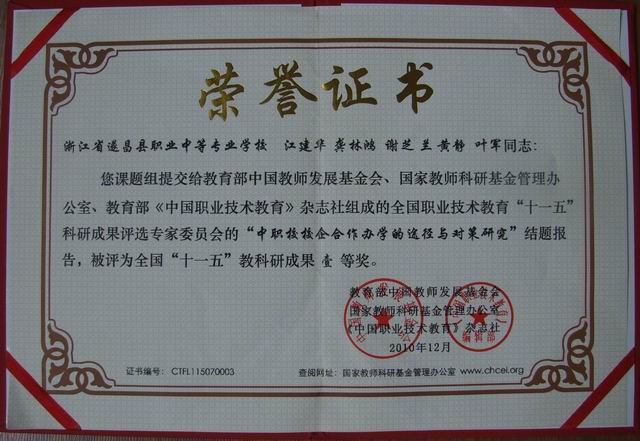 荣誉证书
浙江省遂昌县职业中等专业学校 江建华 龚林鸿 谢芝兰 黄静 叶军同志:
您课题组提交给教育部中国教师发展基金会、国家教师科研基金管理办
公室、教育部《中国职业技术教育》杂志社组成的全国职业技术教育“十一五”
科研成果评选专家委员会的“中职校校企合作办学的途径与对策研究”结题报
告,被评为全国“十一五”教科研成果 壹 等奖。
教育部中国教师发展基金会
国家教师科研基金管理办公室
《中国职业技术教育》杂志社
2010年12月
证书编号: CTFL115070003 查阅网址: 国家教师科研基金管理办公室 www.chcei.org